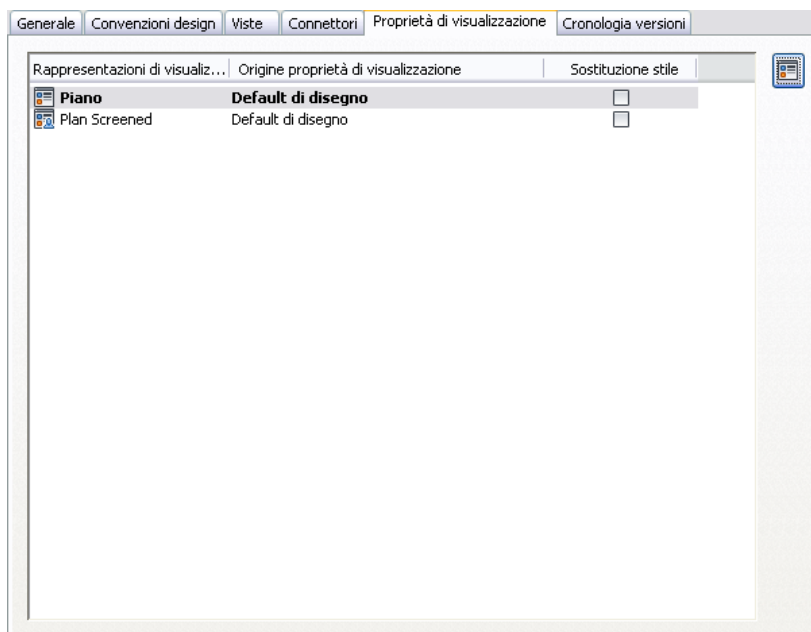 Generale Convenzioni design Viste Connettori Proprietà di visualizzazione Cronologia versioni
Rappresentazioni di visualiz... Origine proprietà di visualizzazione Sostituzione stile
Piano Default di disegno
Plan Screened Default di disegno